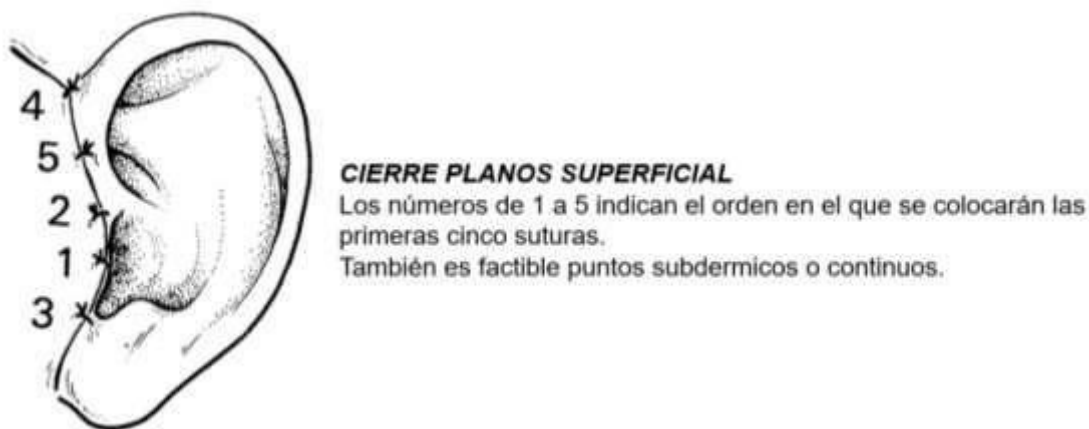 4
5
2
1
3
CIERRE PLANOS SUPERFICIAL
Los números de 1 a 5 indican el orden en el que se colocarán las
primeras cinco suturas.
También es factible puntos subdermicos o continuos.